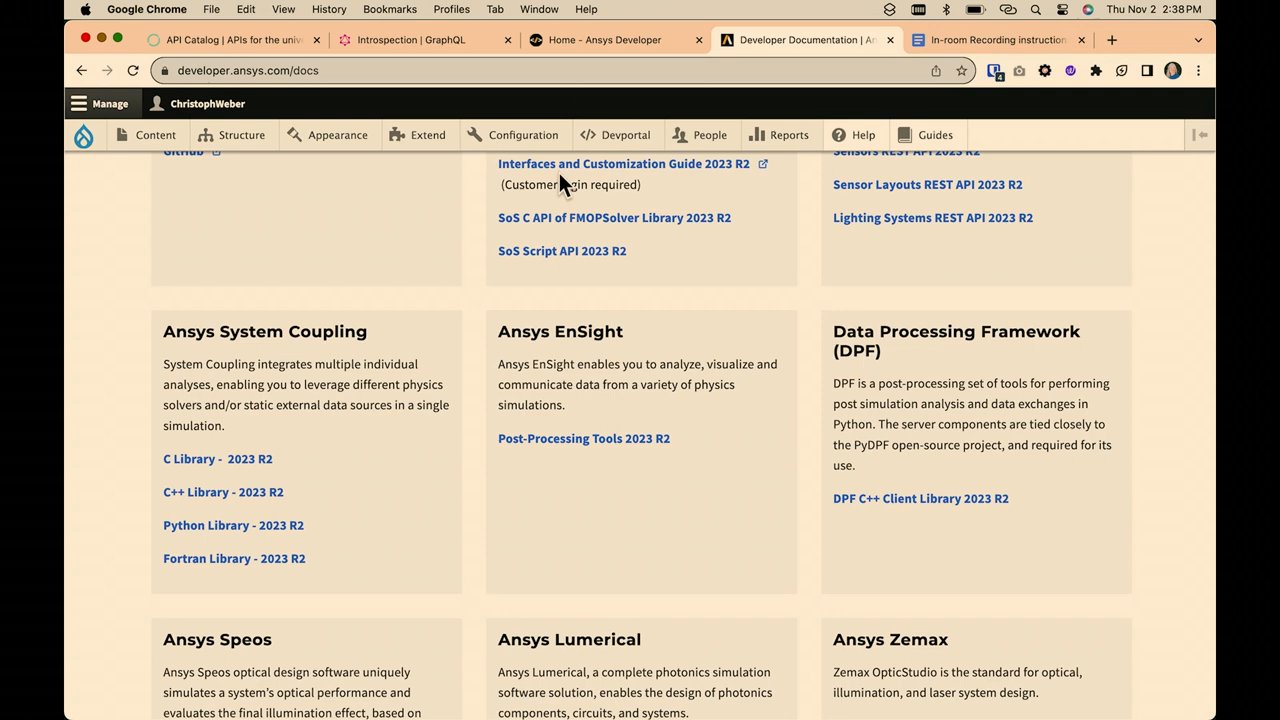 Google Chrome File Edit View History Bookmarks Profiles Tab Window Help Thu Nov 2 2:38 PM
API Catalog | APIs for the unive
Introspection | GraphQL
Home - Ansys Developer
Developer Documentation | An
In-room Recording instruction
developer.ansys.com/docs
4
Manage ChristophWeber
Content Structure Appearance Extend Configuration Devportal People Reports Help Guides
GitHub
Interfaces and Customization Guide 2023 R2
(Customer login required)
SoS C API of FMOPSolver Library 2023 R2
SoS Script API 2023 R2
Sensors REST API 2023 R2
Sensor Layouts REST API 2023 R2
Lighting Systems REST API 2023 R2
Ansys System Coupling
System Coupling integrates multiple individual
analyses, enabling you to leverage different physics
solvers and/or static external data sources in a single
simulation.
C Library - 2023 R2
C++ Library - 2023 R2
Python Library - 2023 R2
Fortran Library - 2023 R2
Ansys EnSight
Ansys EnSight enables you to analyze, visualize and
communicate data from a variety of physics
simulations.
Post-Processing Tools 2023 R2
Data Processing Framework
(DPF)
DPF is a post-processing set of tools for performing
post simulation analysis and data exchanges in
Python. The server components are tied closely to
the PyDPF open-source project, and required for its
use.
DPF C++ Client Library 2023 R2
Ansys Speos
Ansys Speos optical design software uniquely
simulates a system's optical performance and
evaluates the final illumination effect, based on
Ansys Lumerical
Ansys Lumerical, a complete photonics simulation
software solution, enables the design of photonics
components, circuits, and systems.
Ansys Zemax
Zemax OpticStudio is the standard for optical,
illumination, and laser system design.